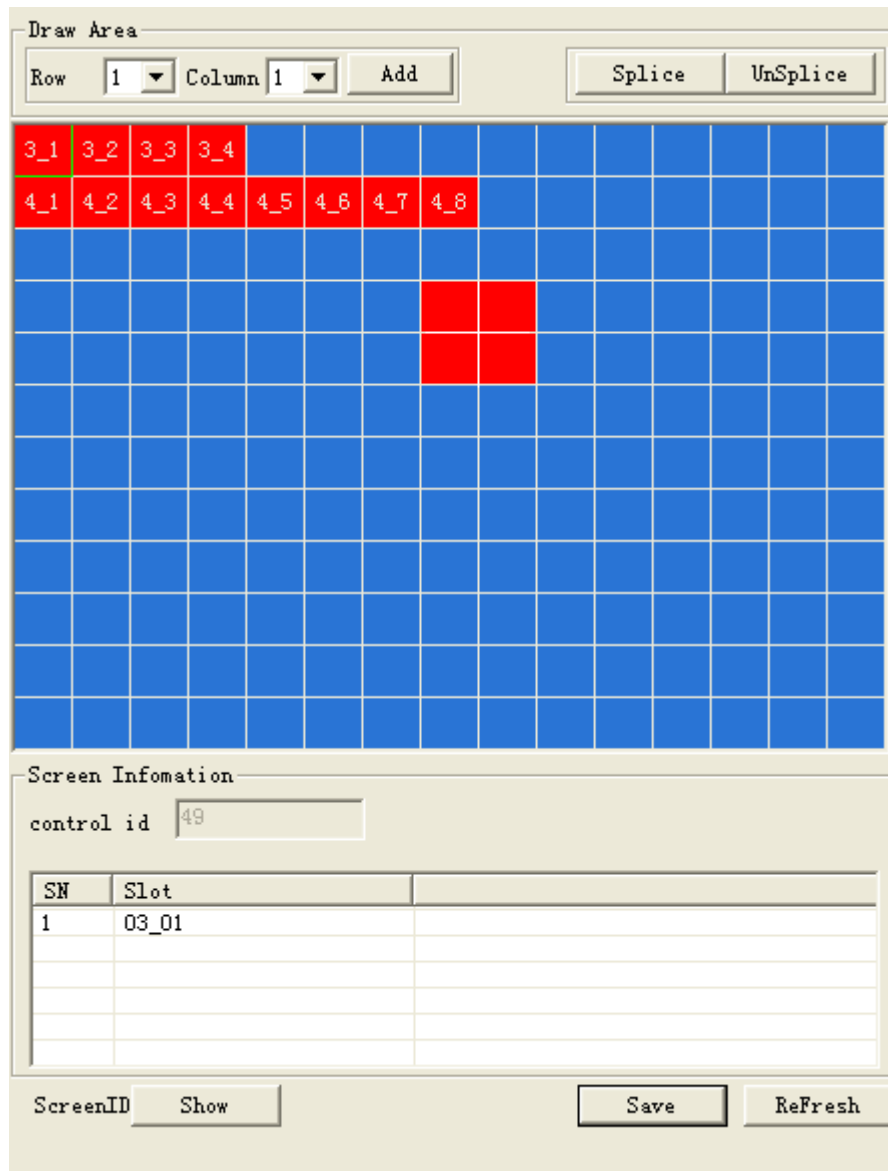 Draw Area
Row 1 Column 1 Add Splice UnSplice
3_1 3_2 3_3 3_4
4_1 4_2 4_3 4_4 4_5 4_6 4_7 4_8
Screen Infomation
control id 49
SN Slot
1 03_01
ScreenID Show Save ReFresh